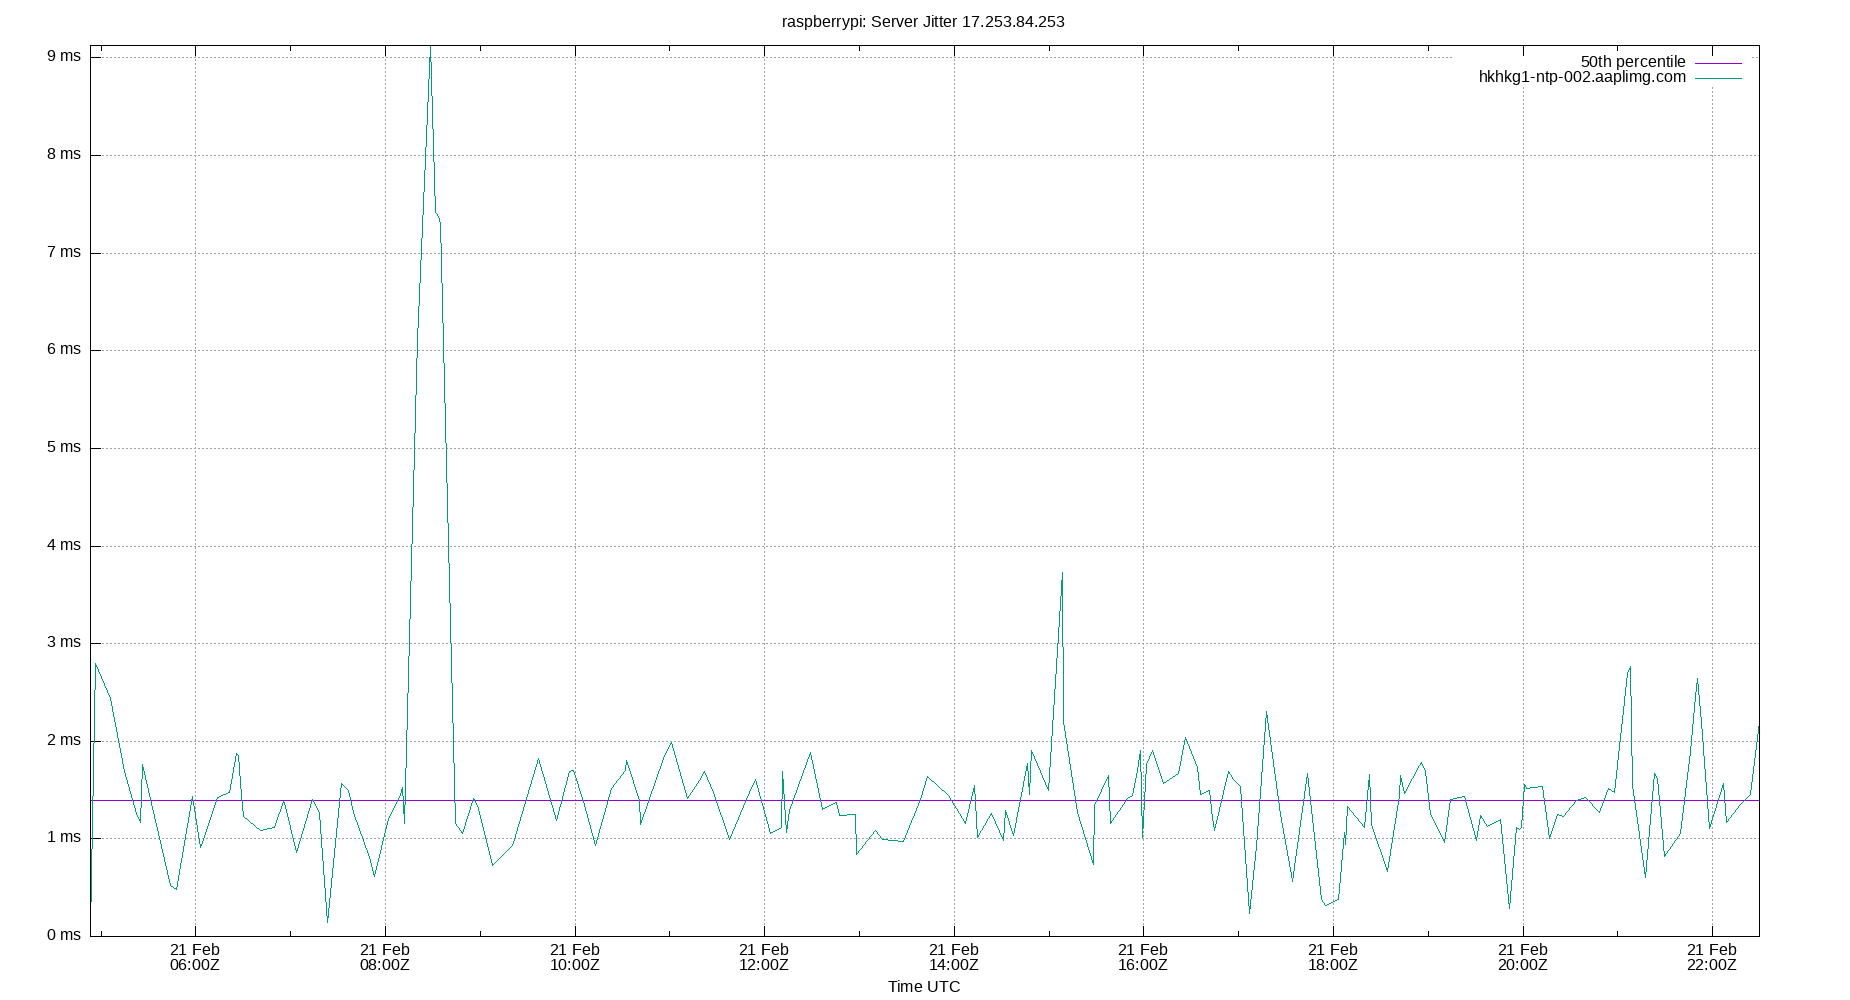 raspberrypi: Server Jitter 17.253.84.253
9 ms
8 ms
7 ms
6 ms
5 ms
4 ms
3 ms
2 ms
1 ms
0 ms
50th percentile
hkhkg1-ntp-002.aaplimg.com
21 Feb
06:00Z
21 Feb
08:00Z
21 Feb
10:00Z
21 Feb
12:00Z
21 Feb
14:00Z
21 Feb
16:00Z
21 Feb
18:00Z
21 Feb
20:00Z
21 Feb
22:00Z
Time UTC